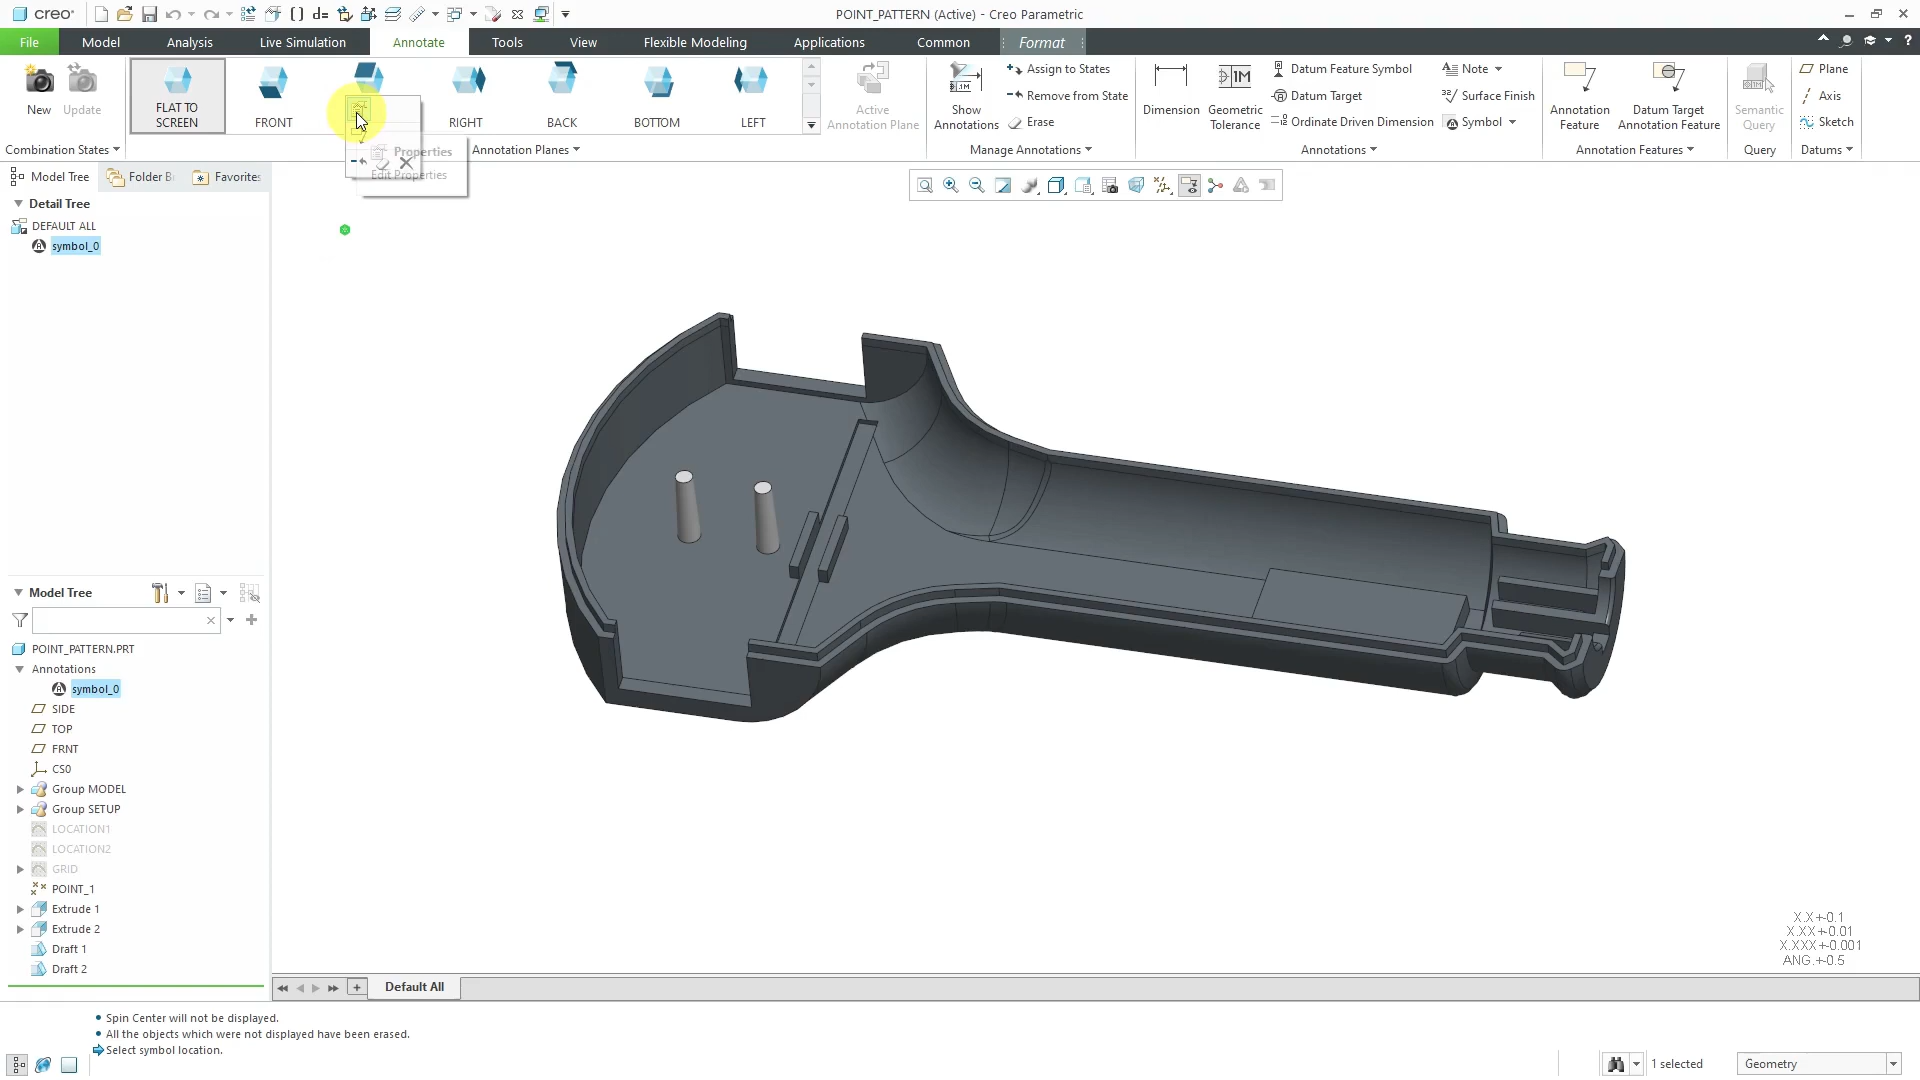 creo® POINT_PATTERN (Active) - Creo Parametric
File Model Analysis Live Simulation Annotate Tools View Flexible Modeling Applications Common Format
New Update
FLAT TO SCREEN
FRONT RIGHT BACK BOTTOM LEFT
Active Annotation Plane
Show Annotations
Assign to States
Remove from State
Erase
Dimension
Geometric Tolerance
Datum Feature Symbol
Datum Target
Ordinate Driven Dimension
Note
Surface Finish
Symbol
Annotation Feature
Datum Target Annotation Feature
Semantic Query
Plane
Axis
Sketch
Combination States Annotation Planes Manage Annotations Annotations Annotation Features Query Datums
Properties
Edit Properties
Model Tree Folder B Favorites
Detail Tree
DEFAULT ALL
symbol_0
Model Tree
POINT_PATTERN.PRT
Annotations
symbol_0
SIDE
TOP
FRNT
CS0
Group MODEL
Group SETUP
LOCATION1
LOCATION2
GRID
POINT_1
Extrude 1
Extrude 2
Draft 1
Draft 2
X.X+-0.1
X.XX+-0.01
X.XXX+-0.001
ANG.+-0.5
Default All
• Spin Center will not be displayed.
• All the objects which were not displayed have been erased.
Select symbol location.
1 selected Geometry